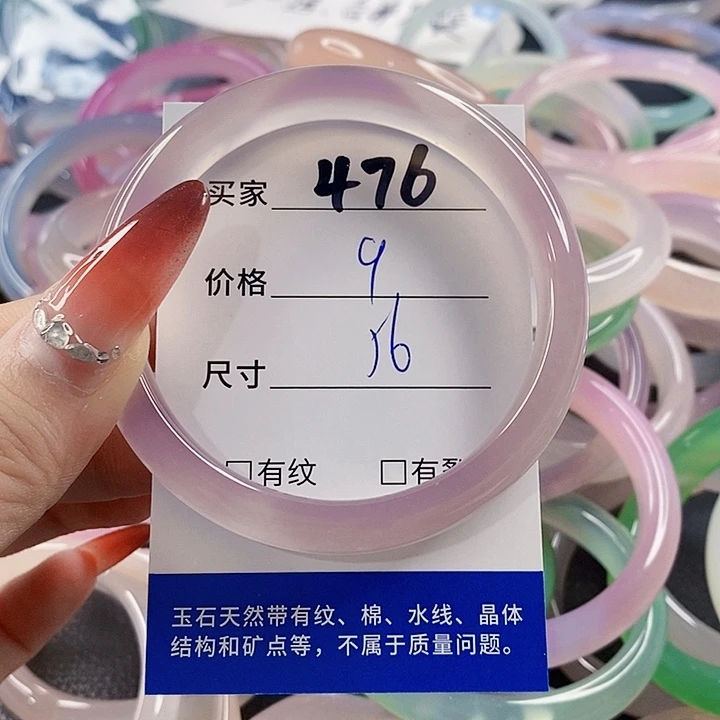 买家 476
价格 9
尺寸 56
□有纹 □有裂
玉石天然带有纹、棉、水线、晶体
结构和矿点等，不属于质量问题。